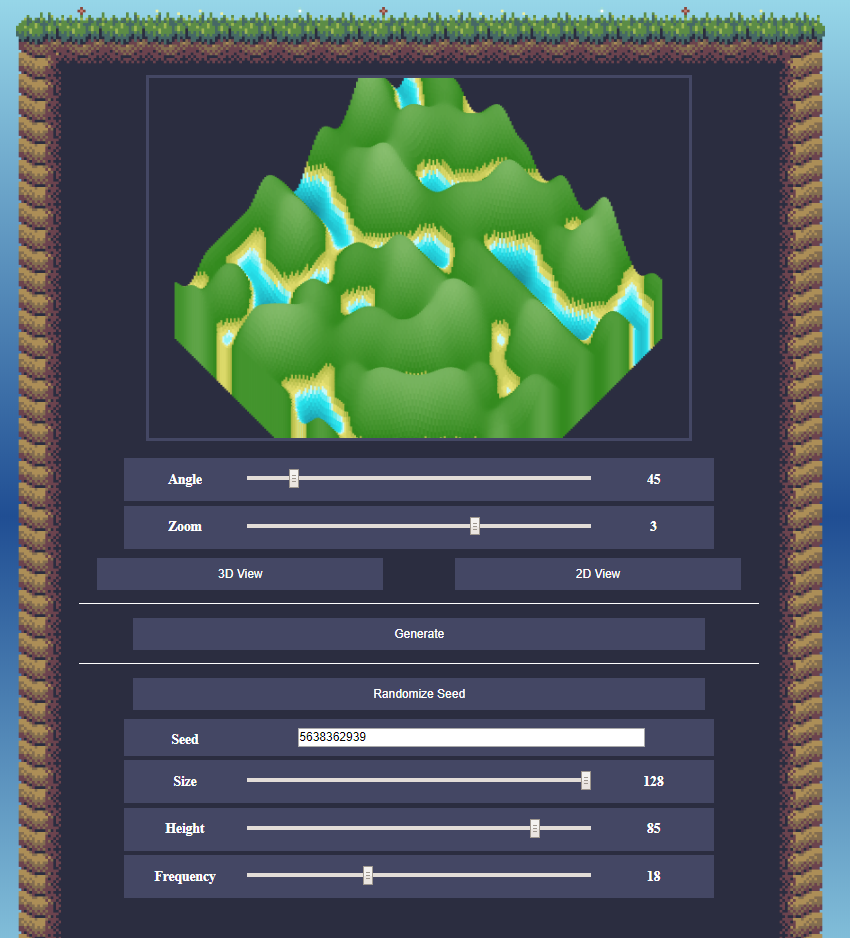 Angle 45
Zoom 3
3D View 2D View
Generate
Randomize Seed
Seed 5638362939
Size 128
Height 85
Frequency 18